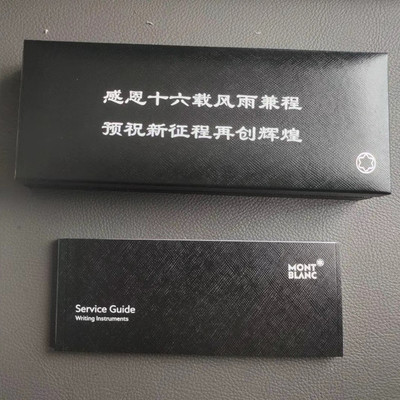 感恩十六载风雨兼程
预祝新征程再创辉煌
MONT
BLANC
Service Guide
Writing Instruments